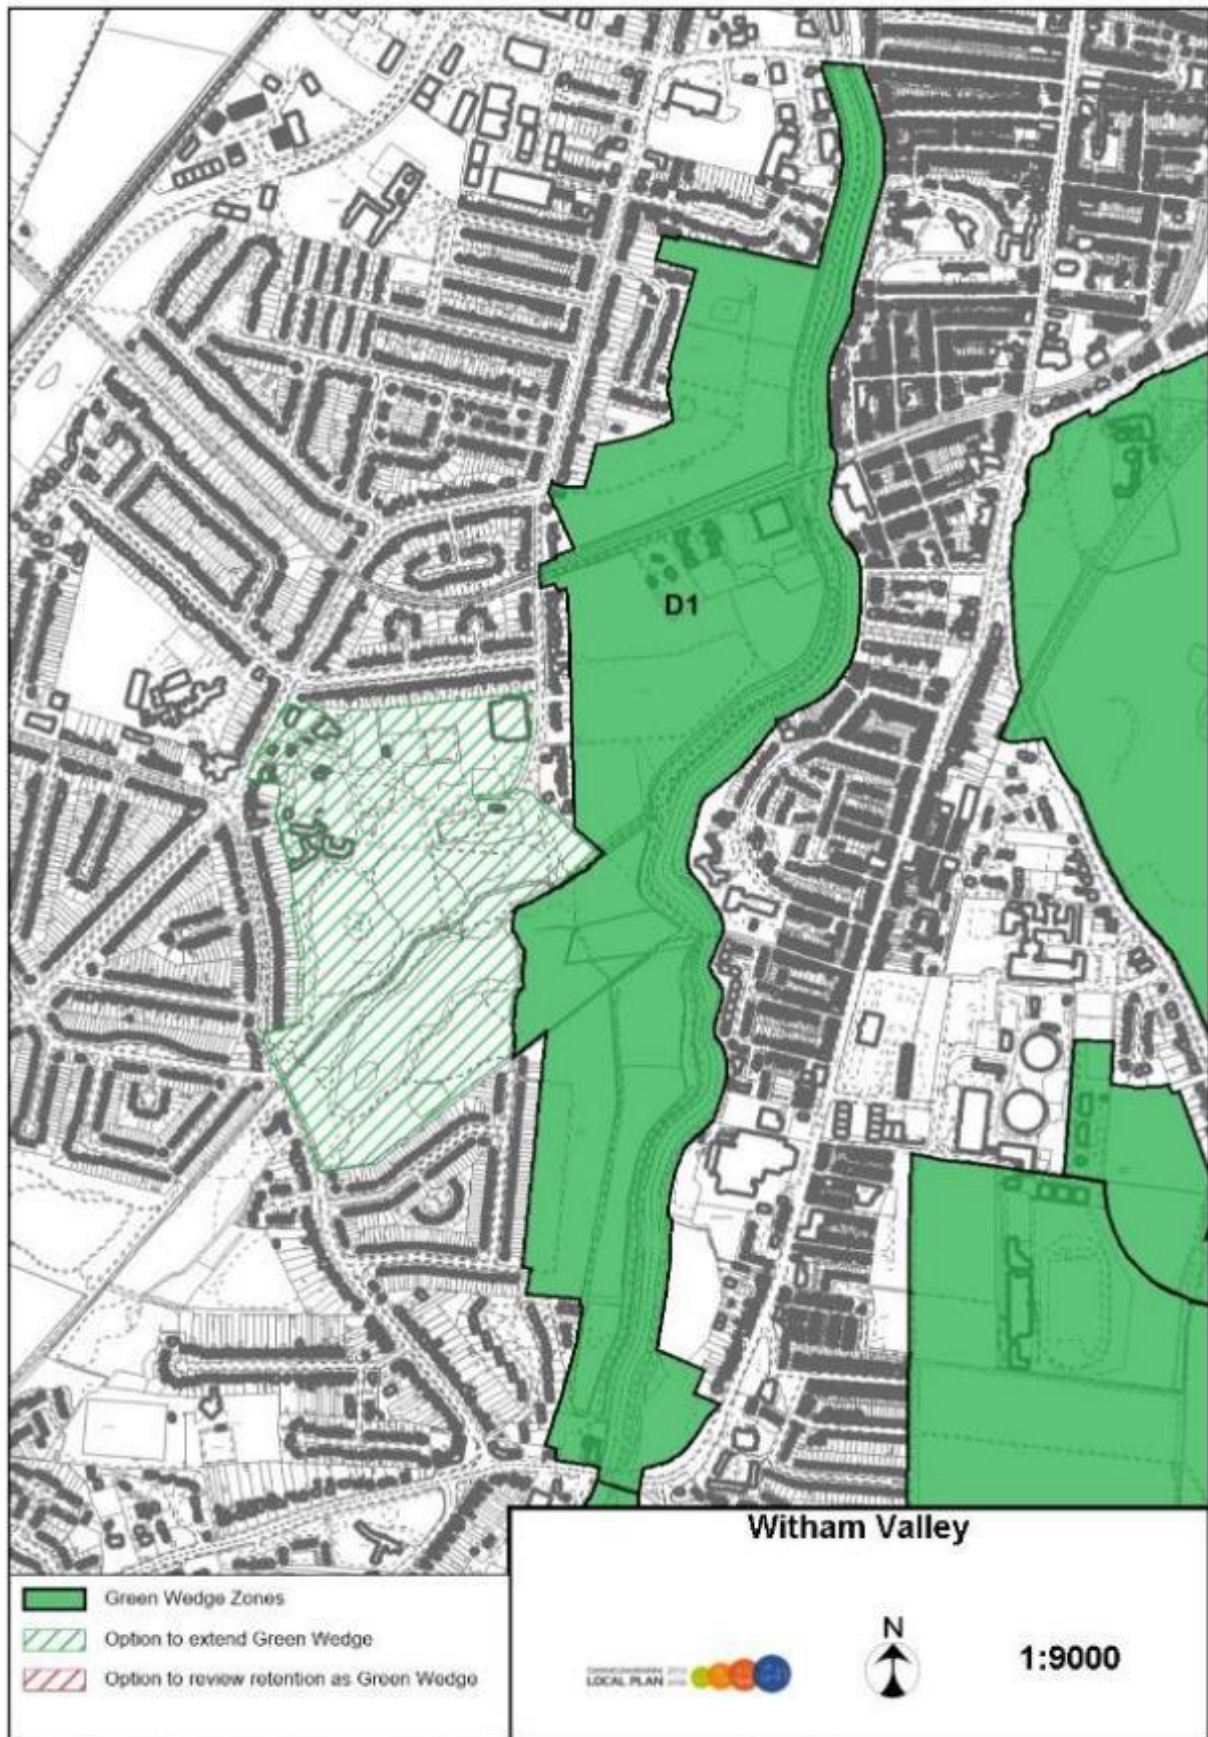 D1
Witham Valley
Green Wedge Zones
Option to extend Green Wedge
Option to review retention as Green Wedge
LOCAL PLAN
N
1:9000